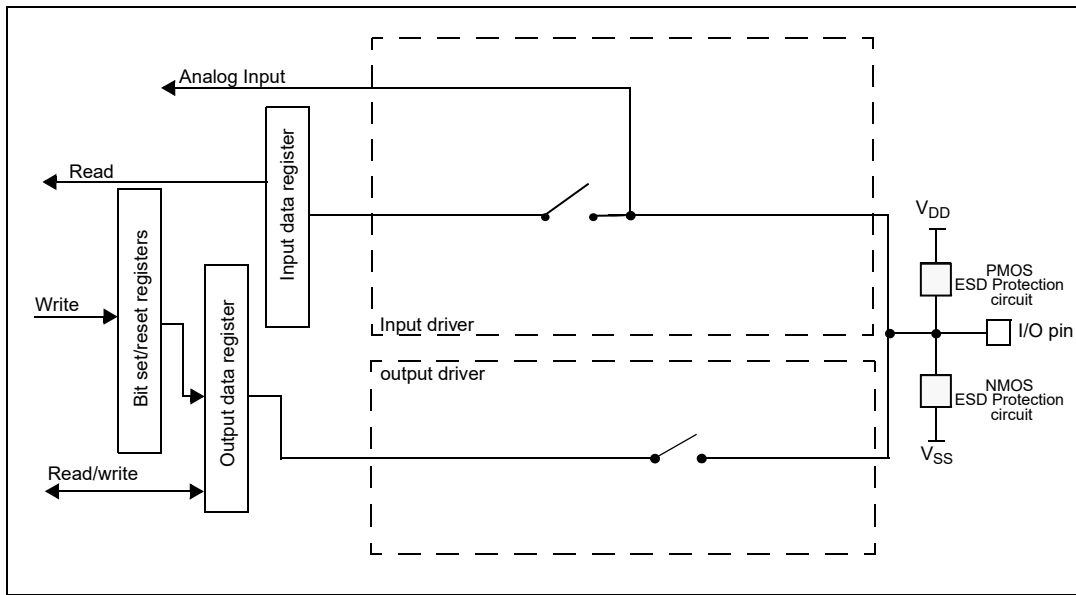 Analog Input
Read
Input data register
Bit set/reset registers
Write
Output data register
Read/write
Input driver
output driver
VDD
PMOS
ESD Protection
circuit
I/O pin
NMOS
ESD Protection
circuit
VSS